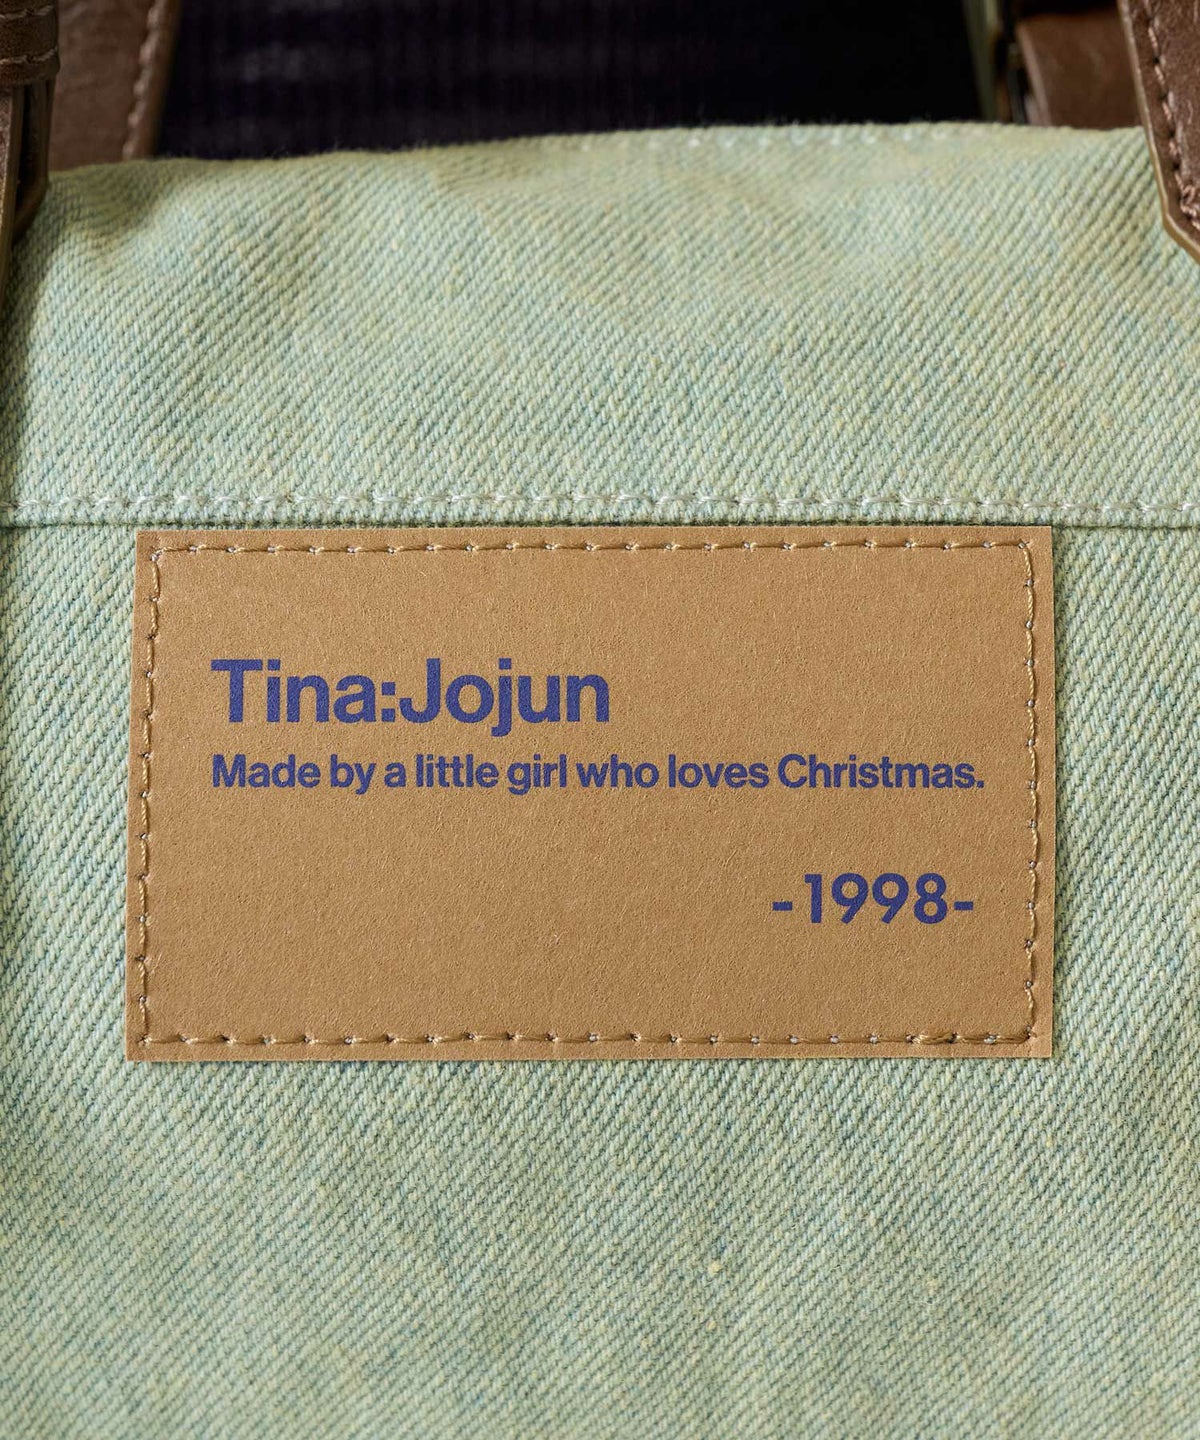 Tina:Jojun
Made by a little girl who loves Christmas.
-1998-